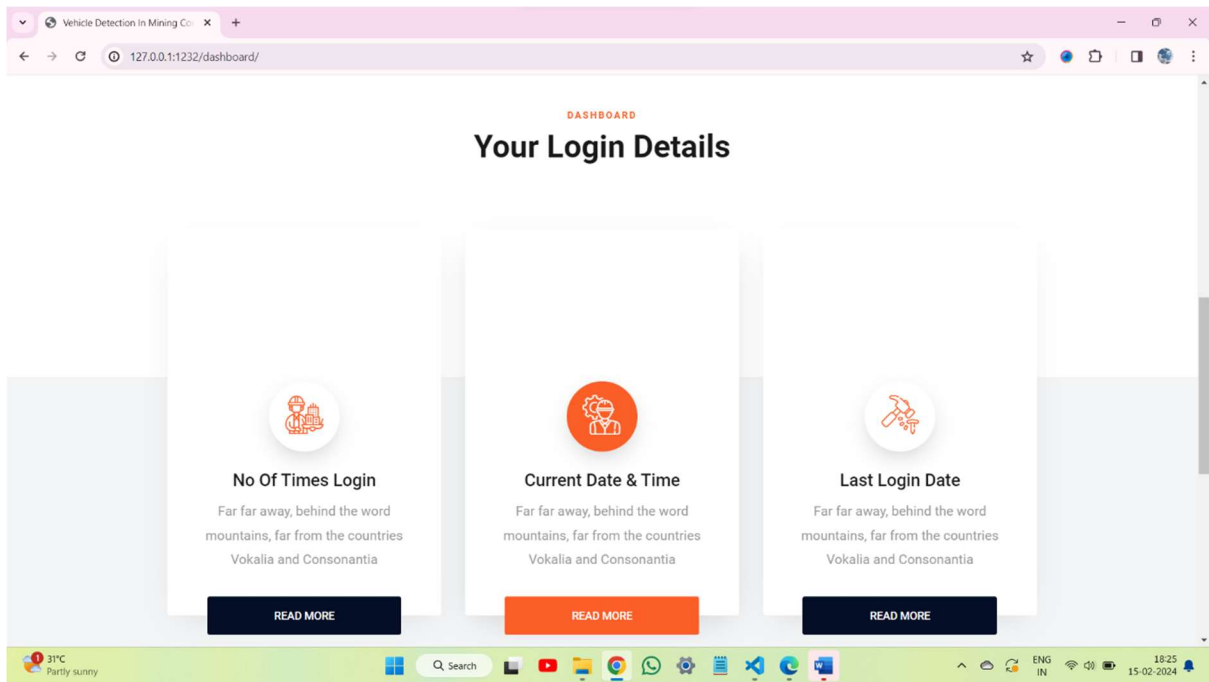 Vehicle Detection In Mining Co
127.0.0.1:1232/dashboard/
DASHBOARD
Your Login Details
No Of Times Login
Far far away, behind the word
mountains, far from the countries
Vokalia and Consonantia
READ MORE
Current Date & Time
Far far away, behind the word
mountains, far from the countries
Vokalia and Consonantia
READ MORE
Last Login Date
Far far away, behind the word
mountains, far from the countries
Vokalia and Consonantia
READ MORE
1
31°C
Partly sunny
Search
ENG
IN
18:25
15-02-2024